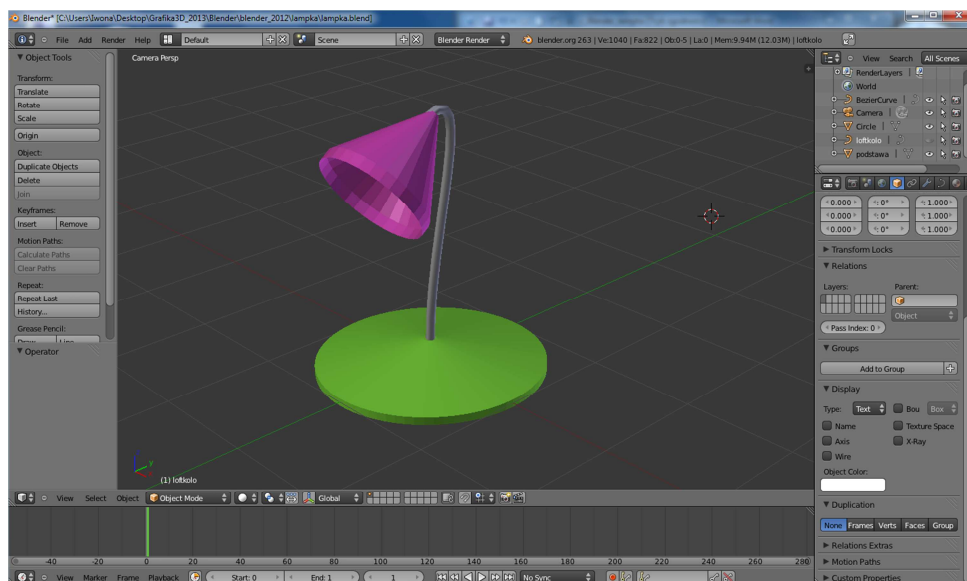 Blender* [C:\Users\Iwona\Desktop\Grafika3D_2013\Blender\blender_2012\lampka\lampka.blend]
File Add Render Help Default Scene Blender Render blender.org 263 | Ve:1040 | Fa:822 | Ob:0-5 | La:0 | Mem:9.94M (12.03M) | loftkolo
Object Tools
Transform:
Translate
Rotate
Scale
Origin
Object:
Duplicate Objects
Delete
Join
Keyframes:
Insert Remove
Motion Paths:
Calculate Paths
Clear Paths
Repeat:
Repeat Last
History...
Grease Pencil:
Draw Line
Operator
Camera Persp
y
(1) loftkolo
View Select Object Object Mode Global
-40 -20 0 20 40 60 80 100 120 140 160 180 200 220 240 260 280
View Marker Frame Playback Start: 0 End: 1 1 No Sync
View Search All Scenes
RenderLayers |
World
BezierCurve |
Camera |
Circle |
loftkolo |
podstawa |
0.000 0° 1.000
0.000 0° 1.000
0.000 0° 1.000
Transform Locks
Relations
Layers: Parent:
Object
Pass Index: 0
Groups
Add to Group
Display
Type: Text Bou Box
Name Texture Space
Axis X-Ray
Wire
Object Color:
Duplication
None Frames Verts Faces Group
Relations Extras
Motion Paths
Custom Properties